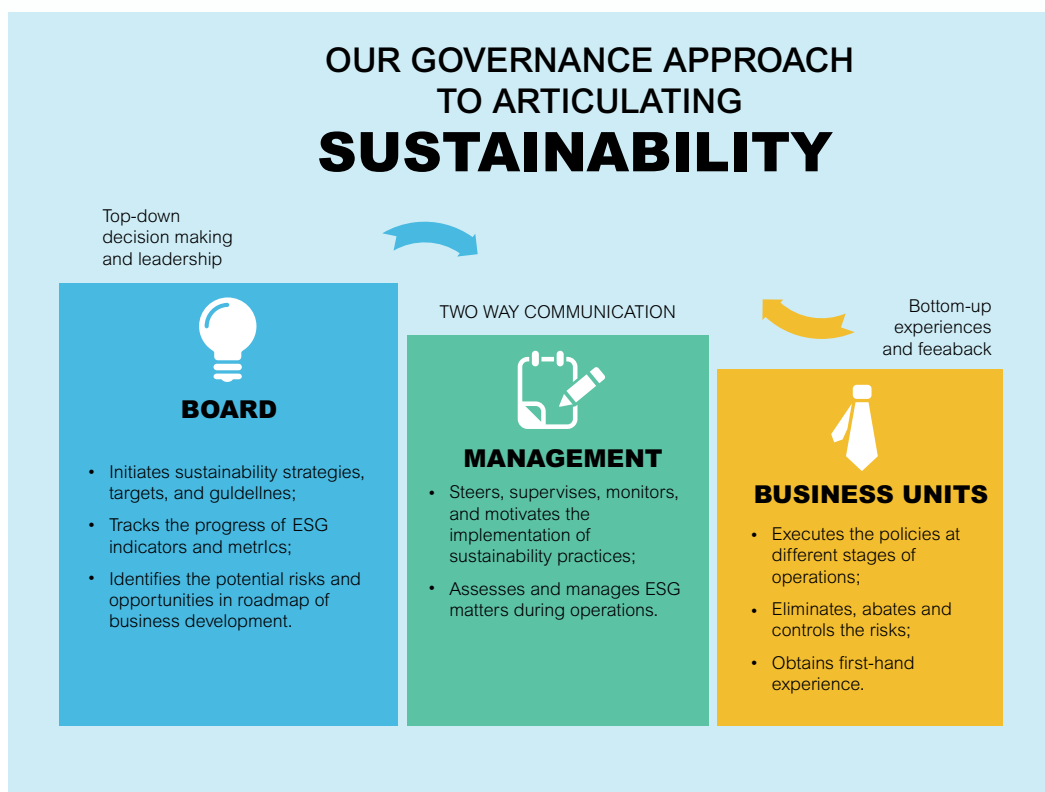 OUR GOVERNANCE APPROACH
TO ARTICULATING
SUSTAINABILITY
Top-down
decision making
and leadership
TWO WAY COMMUNICATION
Bottom-up
experiences
and feeaback
BOARD
• Initiates sustainability strategies,
targets, and guldellnes;
• Tracks the progress of ESG
indicators and metrIcs;
• Identifies the potential risks and
opportunities in roadmap of
business development.
MANAGEMENT
• Steers, supervises, monitors,
and motivates the
implementation of
sustainability practices;
• Assesses and manages ESG
matters during operations.
BUSINESS UNITS
• Executes the policies at
different stages of
operations;
• Eliminates, abates and
controls the risks;
• Obtains first-hand
experience.